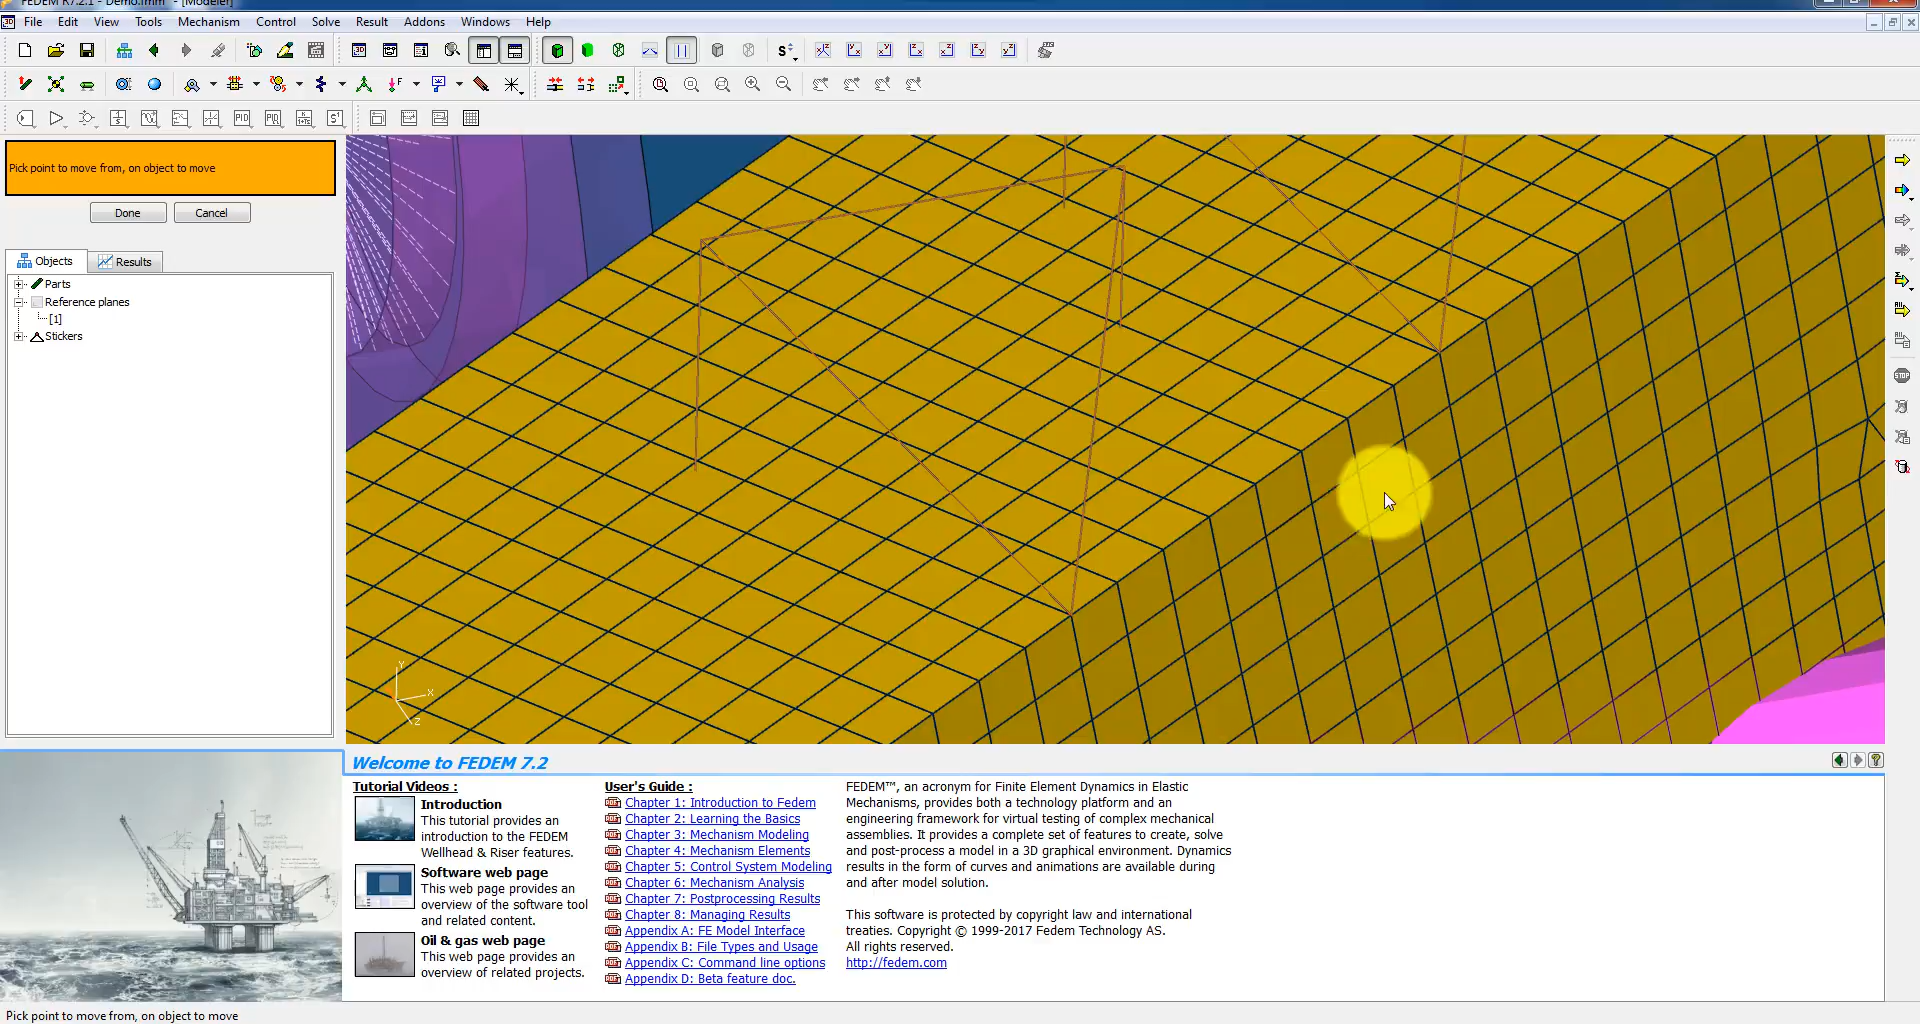 FEDEM R7.2.1 - Demo.fmm - [Modeler]
File Edit View Tools Mechanism Control Solve Result Addons Windows Help
Pick point to move from, on object to move
Done Cancel
Objects Results
Parts
Reference planes
[1]
Stickers
Y
X
Z
Welcome to FEDEM 7.2
Tutorial Videos :
Introduction
This tutorial provides an
introduction to the FEDEM
Wellhead & Riser features.
Software web page
This web page provides an
overview of the software tool
and related content.
Oil & gas web page
This web page provides an
overview of related projects.
User's Guide :
Chapter 1: Introduction to Fedem
Chapter 2: Learning the Basics
Chapter 3: Mechanism Modeling
Chapter 4: Mechanism Elements
Chapter 5: Control System Modeling
Chapter 6: Mechanism Analysis
Chapter 7: Postprocessing Results
Chapter 8: Managing Results
Appendix A: FE Model Interface
Appendix B: File Types and Usage
Appendix C: Command line options
Appendix D: Beta feature doc.
FEDEM™, an acronym for Finite Element Dynamics in Elastic
Mechanisms, provides both a technology platform and an
engineering framework for virtual testing of complex mechanical
assemblies. It provides a complete set of features to create, solve
and post-process a model in a 3D graphical environment. Dynamics
results in the form of curves and animations are available during
and after model solution.
This software is protected by copyright law and international
treaties. Copyright © 1999-2017 Fedem Technology AS.
All rights reserved.
http://fedem.com
Pick point to move from, on object to move